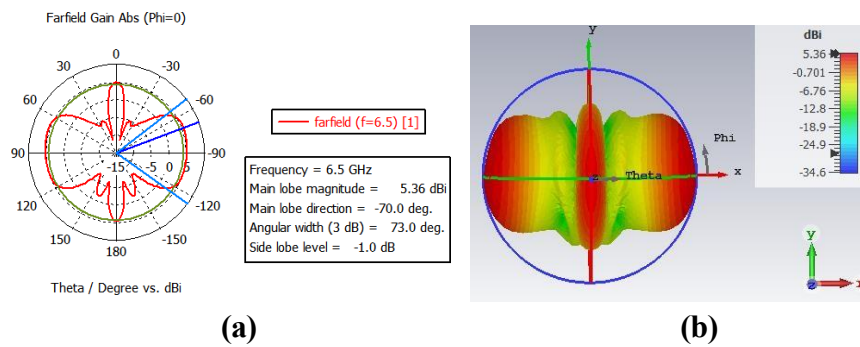 Farfield Gain Abs (Phi=0)
0
30
-30
60
-60
90
-15
0
5
-90
120
-120
150
-150
180
Theta / Degree vs. dBi
farfield (f=6.5) [1]
Frequency = 6.5 GHz
Main lobe magnitude = 5.36 dBi
Main lobe direction = -70.0 deg.
Angular width (3 dB) = 73.0 deg.
Side lobe level = -1.0 dB
(a)
y
Phi
Theta
x
z
dBi
5.36
-0.701
-6.76
-12.8
-18.9
-24.9
-34.6
y
z
x
(b)